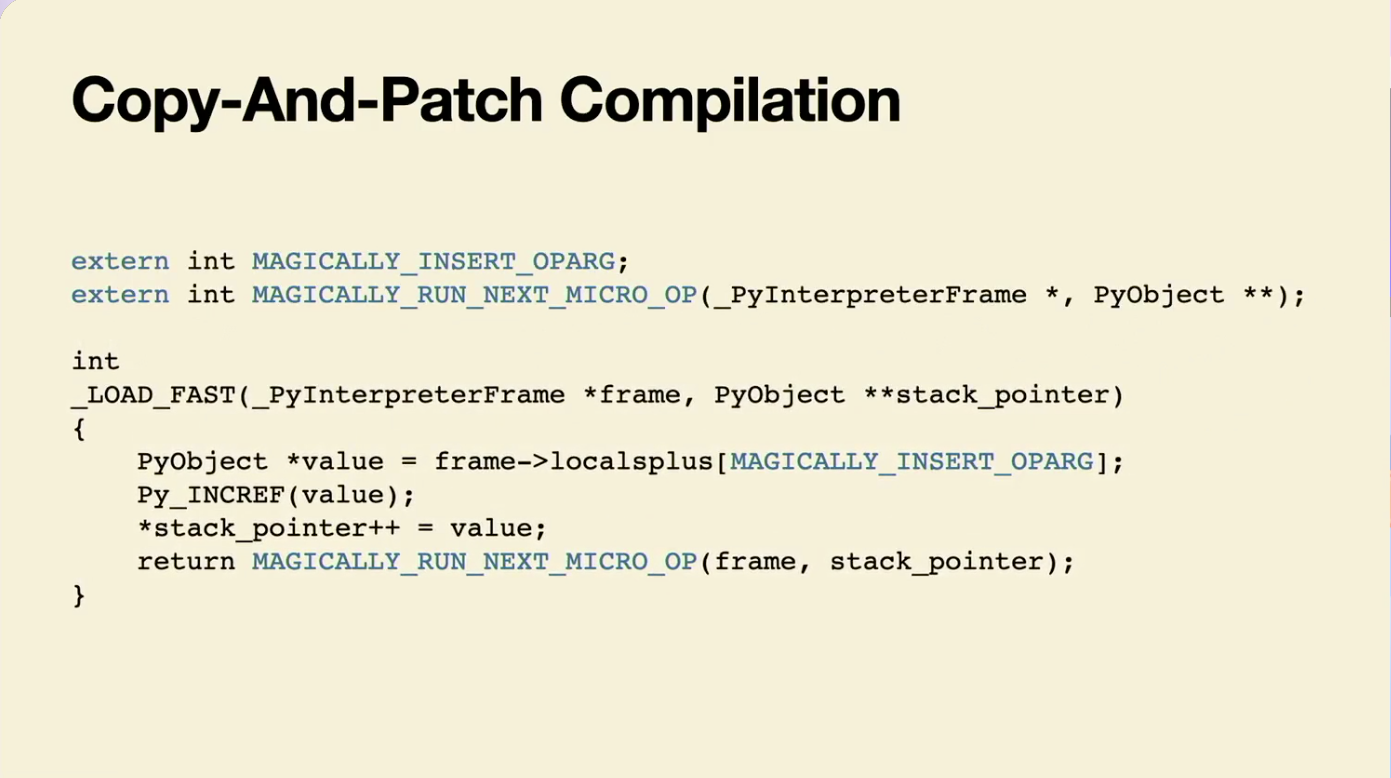 Copy-And-Patch Compilation
extern int MAGICALLY_INSERT_OPARG;
extern int MAGICALLY_RUN_NEXT_MICRO_OP(_PyInterpreterFrame *, PyObject **);
int
_LOAD_FAST(_PyInterpreterFrame *frame, PyObject **stack_pointer)
{
    PyObject *value = frame->localsplus[MAGICALLY_INSERT_OPARG];
    Py_INCREF(value);
    *stack_pointer++ = value;
    return MAGICALLY_RUN_NEXT_MICRO_OP(frame, stack_pointer);
}